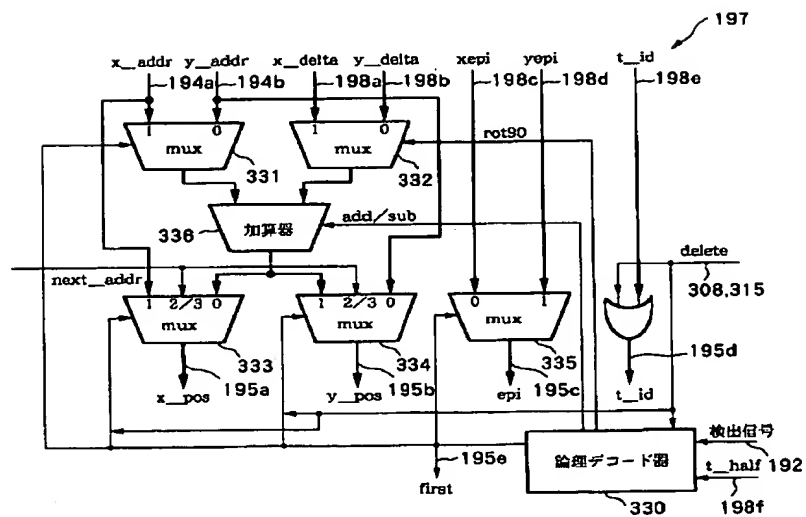 197
x_addr y_addr x_delta y_delta xepi yepi t_id
194a 194b 198a 198b 198c 198d 198e
1 0 1 0
mux mux
rot90
331 332
336 加算器 add/sub
delete
next_addr
308,315
1 2/3 0 1 2/3 0 0 1
mux mux mux
333 334 335
195d
195a 195b 195c
x_pos y_pos epi t_id
検出信号
195e
論理デコード器
192
t_half
first
330 198f